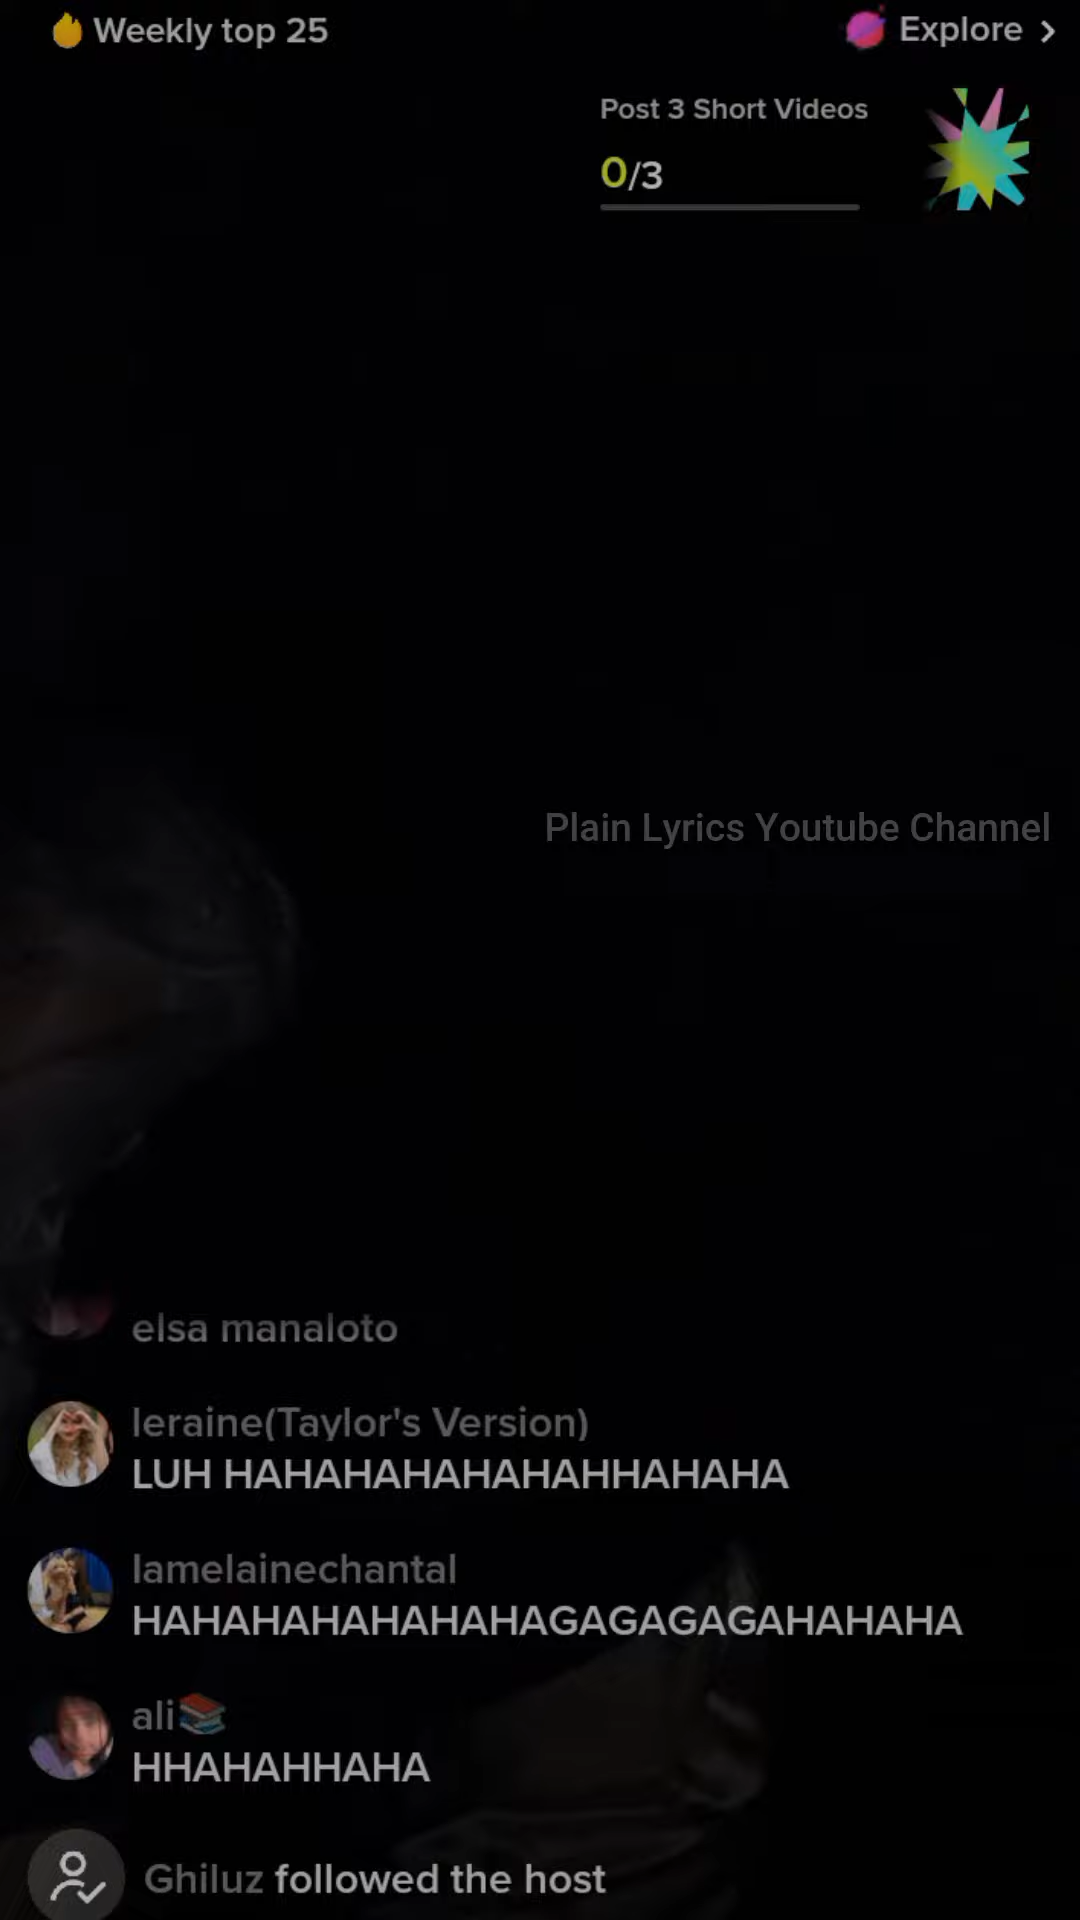 Weekly top 25
Explore >
Post 3 Short Videos
0/3
Plain Lyrics Youtube Channel
elsa manaloto
leraine(Taylor's Version)
LUH HAHAHAHAHAHAHHAHAHA
lamelainechantal
HAHAHAHAHAHAHAGAGAGAGAHAHAHA
ali📚
HHAHAHHAHA
Ghiluz followed the host